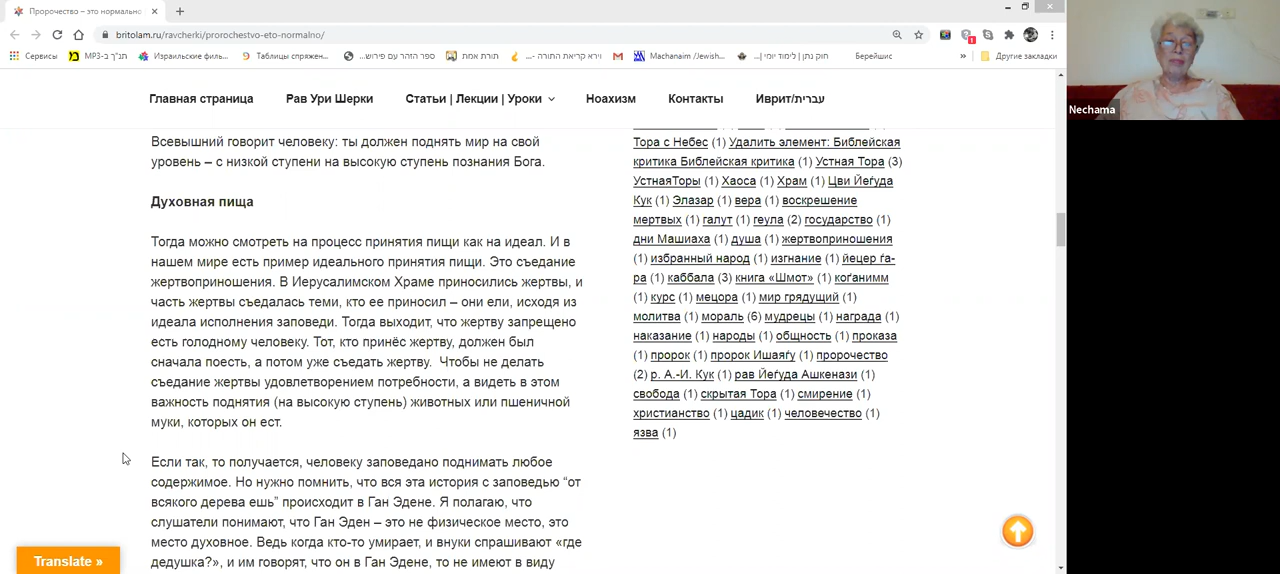 Пророчество – это нормально
britolam.ru/ravcherki/prorochestvo-eto-normalno/
Сервисы
תנ"ך ב-MP3
Израильские филь...
Таблицы спряжен...
ספר הזהר עם פירוש...
תורת אמת
וירא קריאת התורה -...
Machanaim /Jewish...
חוק נתן | לימוד יומי |...
Берейшис
»
Другие закладки
Главная страница
Рав Ури Шерки
Статьи | Лекции | Уроки
Ноахизм
Контакты
Иврит/עברית
Nechama
Всевышний говорит человеку: ты должен поднять мир на свой
уровень – с низкой ступени на высокую ступень познания Бога.
Духовная пища
Тогда можно смотреть на процесс принятия пищи как на идеал. И в
нашем мире есть пример идеального принятия пищи. Это съедание
жертвоприношения. В Иерусалимском Храме приносились жертвы, и
часть жертвы съедалась теми, кто ее приносил – они ели, исходя из
идеала исполнения заповеди. Тогда выходит, что жертву запрещено
есть голодному человеку. Тот, кто принёс жертву, должен был
сначала поесть, а потом уже съедать жертву. Чтобы не делать
съедание жертвы удовлетворением потребности, а видеть в этом
важность поднятия (на высокую ступень) животных или пшеничной
муки, которых он ест.
Если так, то получается, человеку заповедано поднимать любое
содержимое. Но нужно помнить, что вся эта история с заповедью “от
всякого дерева ешь” происходит в Ган Эдене. Я полагаю, что
слушатели понимают, что Ган Эден – это не физическое место, это
место духовное. Ведь когда кто-то умирает, и внуки спрашивают «где
дедушка?», и им говорят, что он в Ган Эдене, то не имеют в виду
Тора с Небес (1) Удалить элемент: Библейская
критика Библейская критика (1) Устная Тора (3)
УстнаяТоры (1) Хаоса (1) Храм (1) Цви Йеѓуда
Кук (1) Элазар (1) вера (1) воскрешение
мертвых (1) галут (1) геула (2) государство (1)
дни Машиаха (1) душа (1) жертвоприношения
(1) избранный народ (1) изгнание (1) йецер ѓа-
ра (1) каббала (3) книга «Шмот» (1) коѓанимм
(1) курс (1) мецора (1) мир грядущий (1)
молитва (1) мораль (6) мудрецы (1) награда (1)
наказание (1) народы (1) общность (1) проказа
(1) пророк (1) пророк Ишаяѓу (1) пророчество
(2) р. А.-И. Кук (1) рав Йеѓуда Ашкенази (1)
свобода (1) скрытая Тора (1) смирение (1)
христианство (1) цадик (1) человечество (1)
язва (1)
Translate »